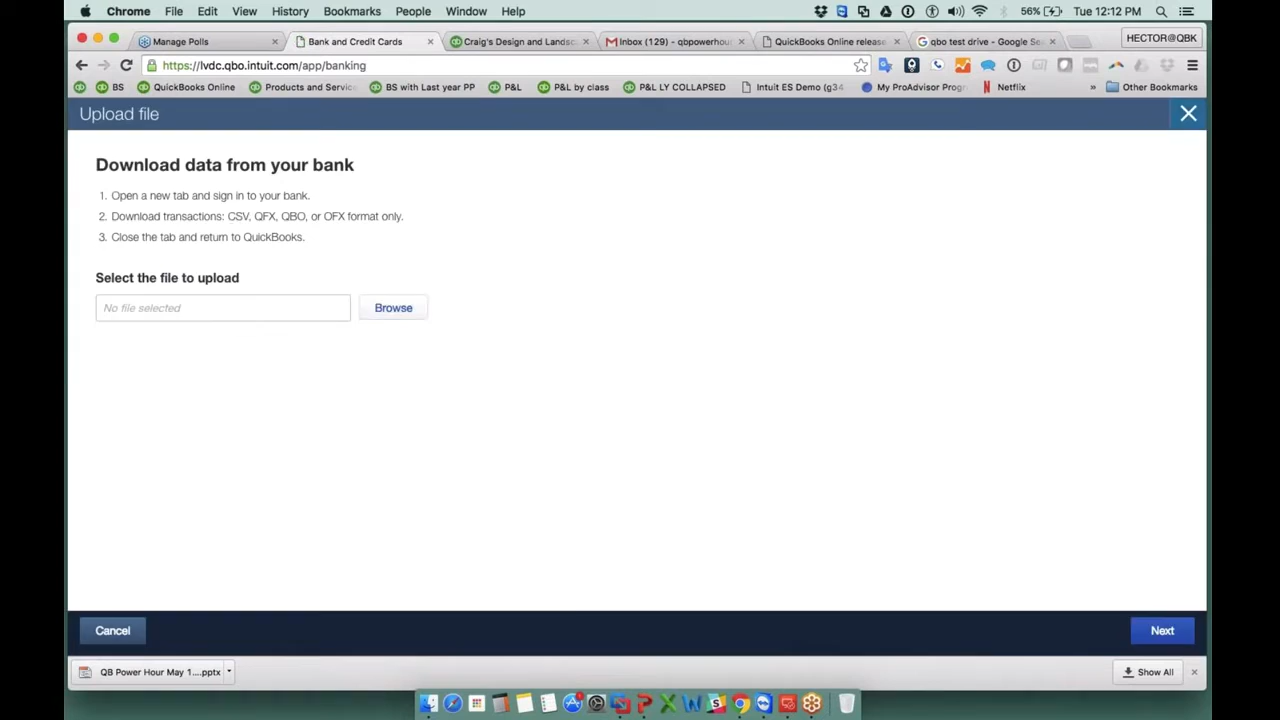 Chrome File Edit View History Bookmarks People Window Help 56% Tue 12:12 PM
Manage Polls Bank and Credit Cards Craig's Design and Landsc Inbox (129) - qbpowerhou QuickBooks Online release qbo test drive - Google Sea HECTOR@QBK
https://lvdc.qbo.intuit.com/app/banking
BS QuickBooks Online Products and Service BS with Last year PP P&L P&L by class P&L LY COLLAPSED Intuit ES Demo (g34 My ProAdvisor Progr Netflix » Other Bookmarks
Upload file
Download data from your bank
1. Open a new tab and sign in to your bank.
2. Download transactions: CSV, QFX, QBO, or OFX format only.
3. Close the tab and return to QuickBooks.
Select the file to upload
No file selected Browse
Cancel Next
QB Power Hour May 1....pptx Show All